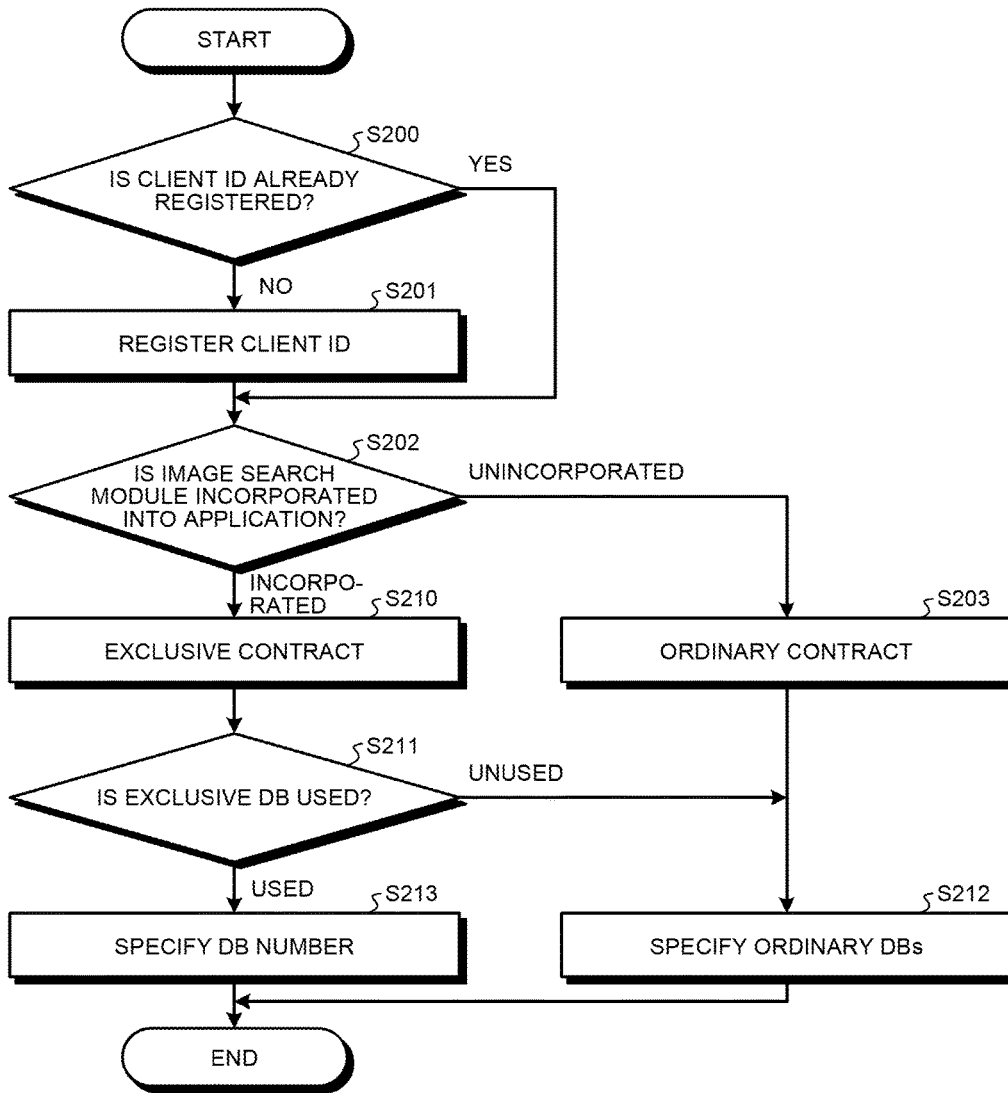 START
S200
YES
IS CLIENT ID ALREADY
REGISTERED?
NO
S201
REGISTER CLIENT ID
S202
UNINCORPORATED
IS IMAGE SEARCH
MODULE INCORPORATED
INTO APPLICATION?
INCORPO-
RATED
S210
S203
EXCLUSIVE CONTRACT
ORDINARY CONTRACT
S211
UNUSED
IS EXCLUSIVE DB USED?
USED
S213
S212
SPECIFY DB NUMBER
SPECIFY ORDINARY DBs
END